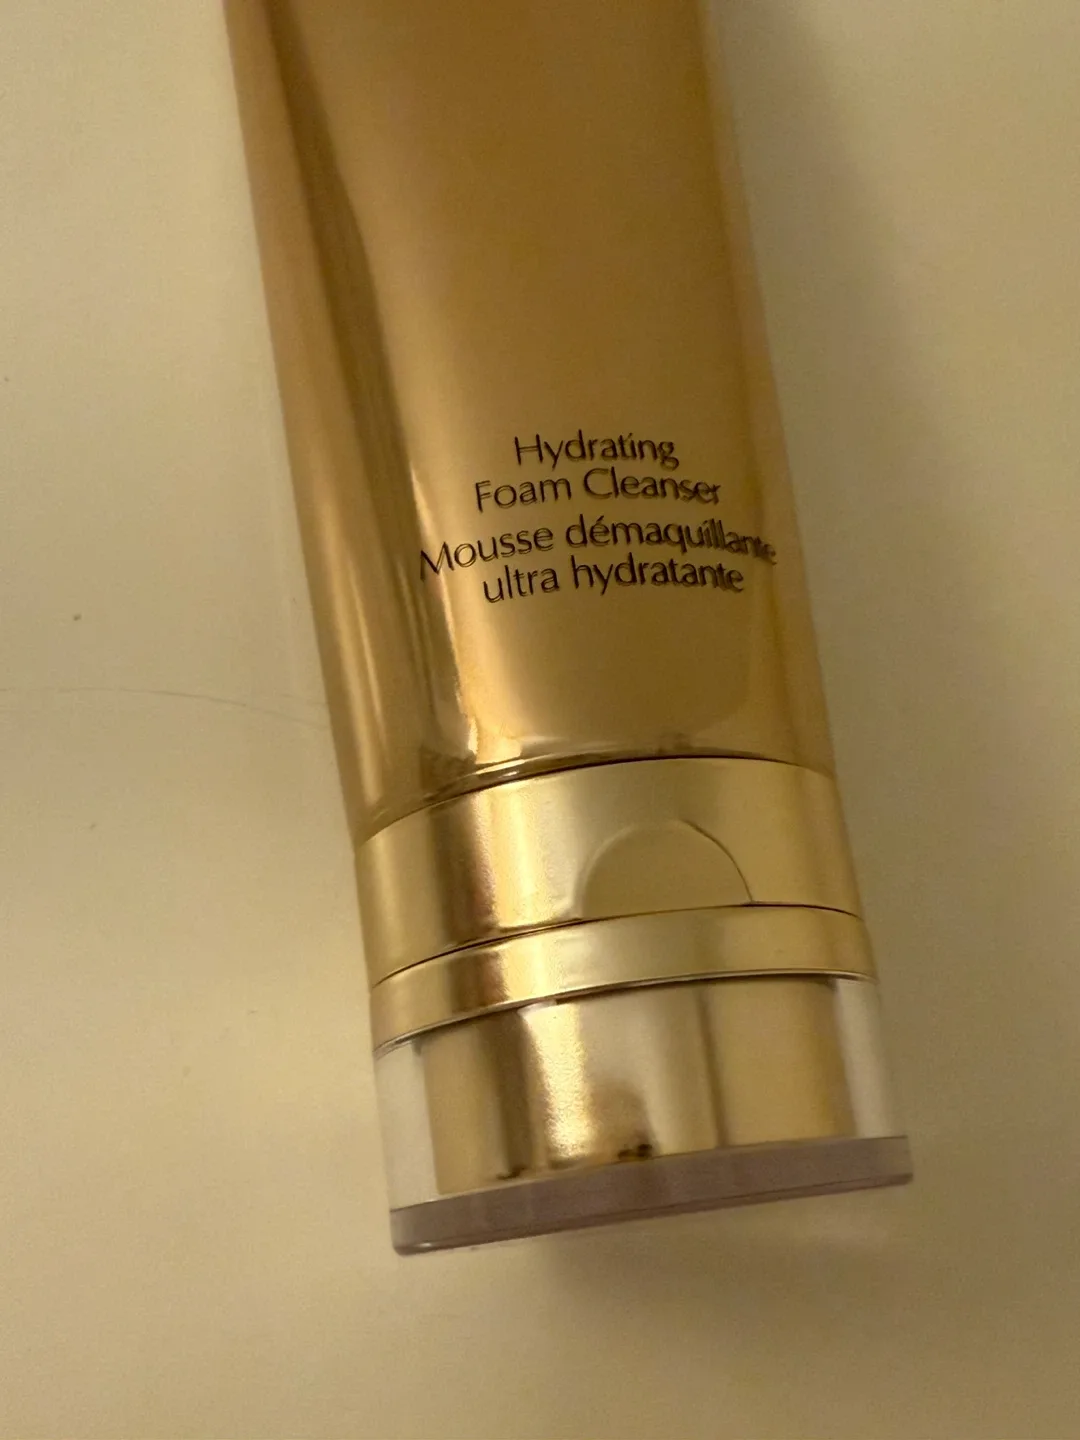 Hydrating
Foam Cleanser
Mousse démaquillante
ultra hydratante